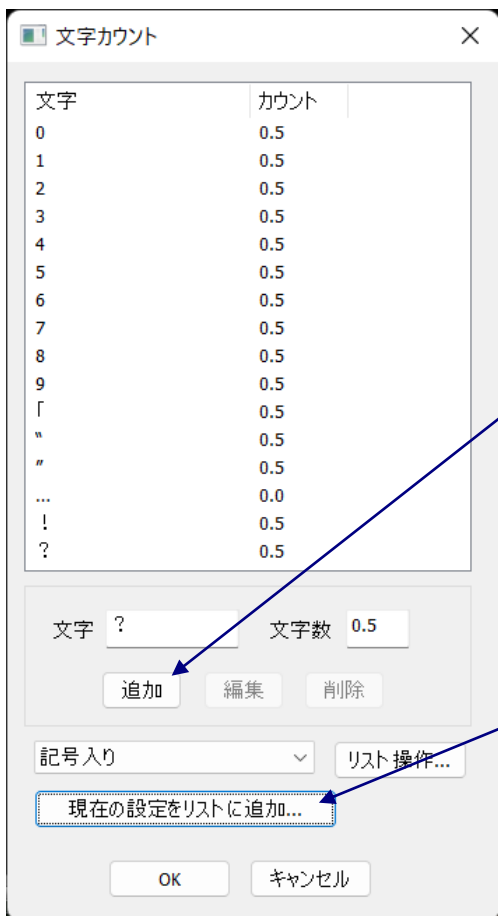 文字カウント
文字 カウント
0 0.5
1 0.5
2 0.5
3 0.5
4 0.5
5 0.5
6 0.5
7 0.5
8 0.5
9 0.5
「 0.5
〝 0.5
〃 0.5
… 0.0
！ 0.5
？ 0.5
文字 ？ 文字数 0.5
追加 編集 削除
記号入り リスト操作...
現在の設定をリストに追加...
OK キャンセル